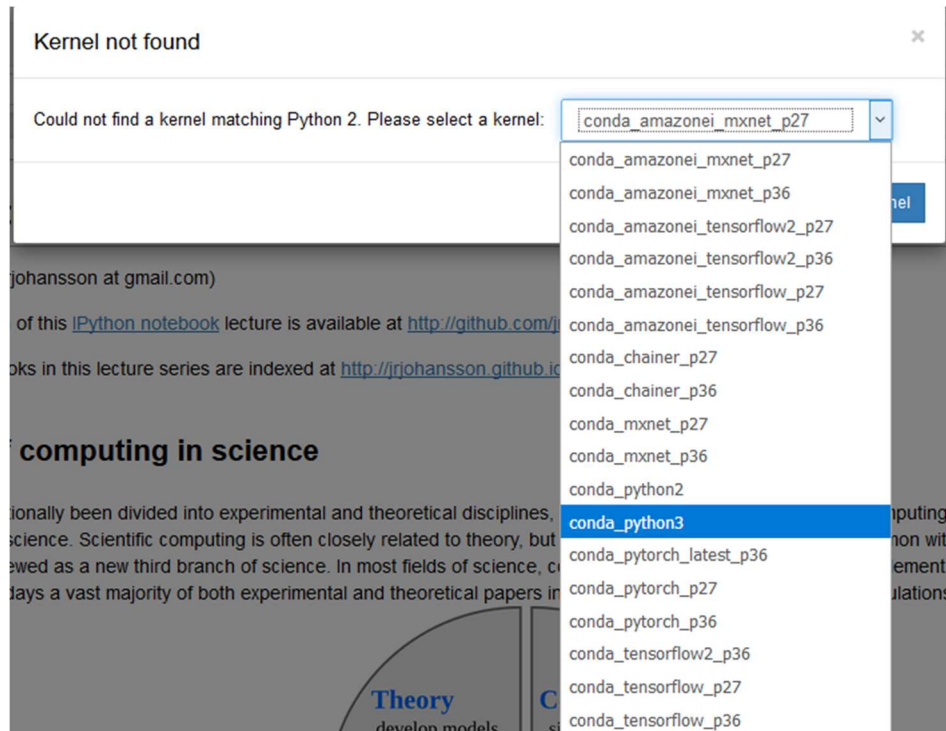 Kernel not found ×
Could not find a kernel matching Python 2. Please select a kernel: conda_amazonei_mxnet_p27
conda_amazonei_mxnet_p27
conda_amazonei_mxnet_p36
conda_amazonei_tensorflow2_p27
conda_amazonei_tensorflow2_p36
conda_amazonei_tensorflow_p27
conda_amazonei_tensorflow_p36
conda_chainer_p27
conda_chainer_p36
conda_mxnet_p27
conda_mxnet_p36
conda_python2
conda_python3
conda_pytorch_latest_p36
conda_pytorch_p27
conda_pytorch_p36
conda_tensorflow2_p36
conda_tensorflow_p27
conda_tensorflow_p36
nel
rjohansson at gmail.com)
of this IPython notebook lecture is available at http://github.com/j
oks in this lecture series are indexed at http://jrjohansson.github.io
computing in science
tionally been divided into experimental and theoretical disciplines, nputing
science. Scientific computing is often closely related to theory, but mon wit
ewed as a new third branch of science. In most fields of science, c ement
days a vast majority of both experimental and theoretical papers in ulations
Theory C
develop models si